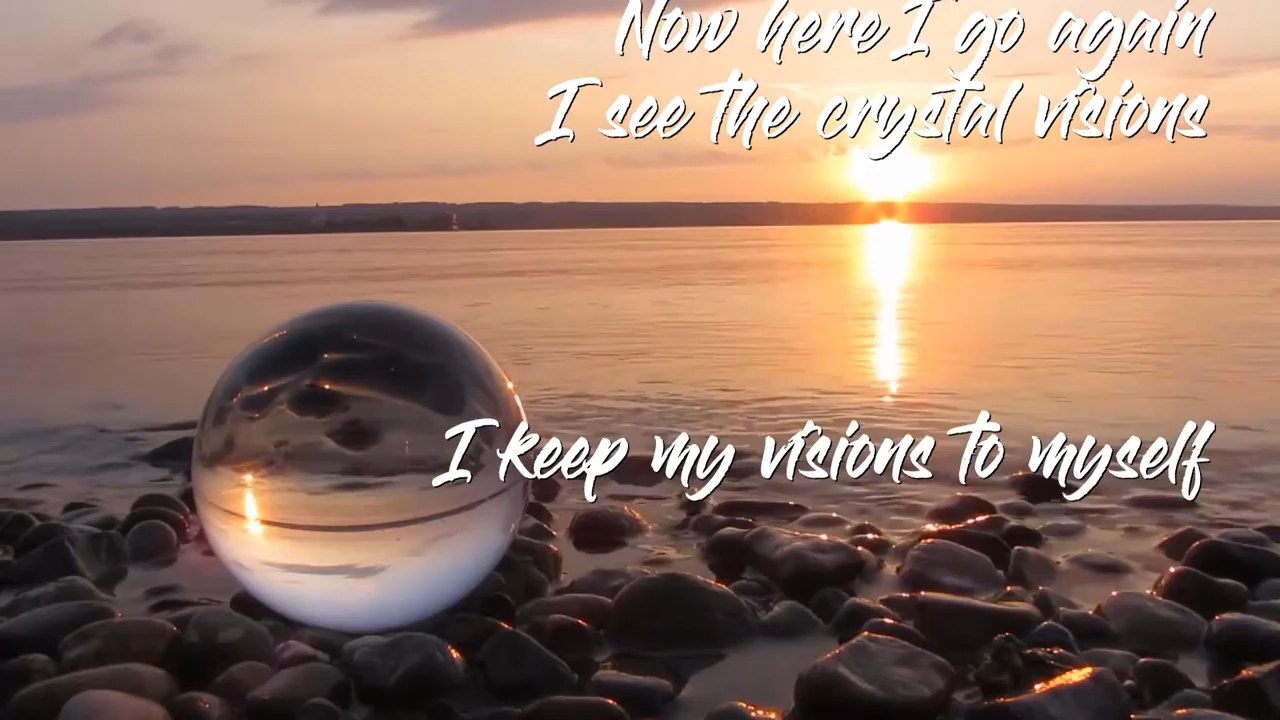 Now here I go again
I see the crystal visions
I keep my visions to myself